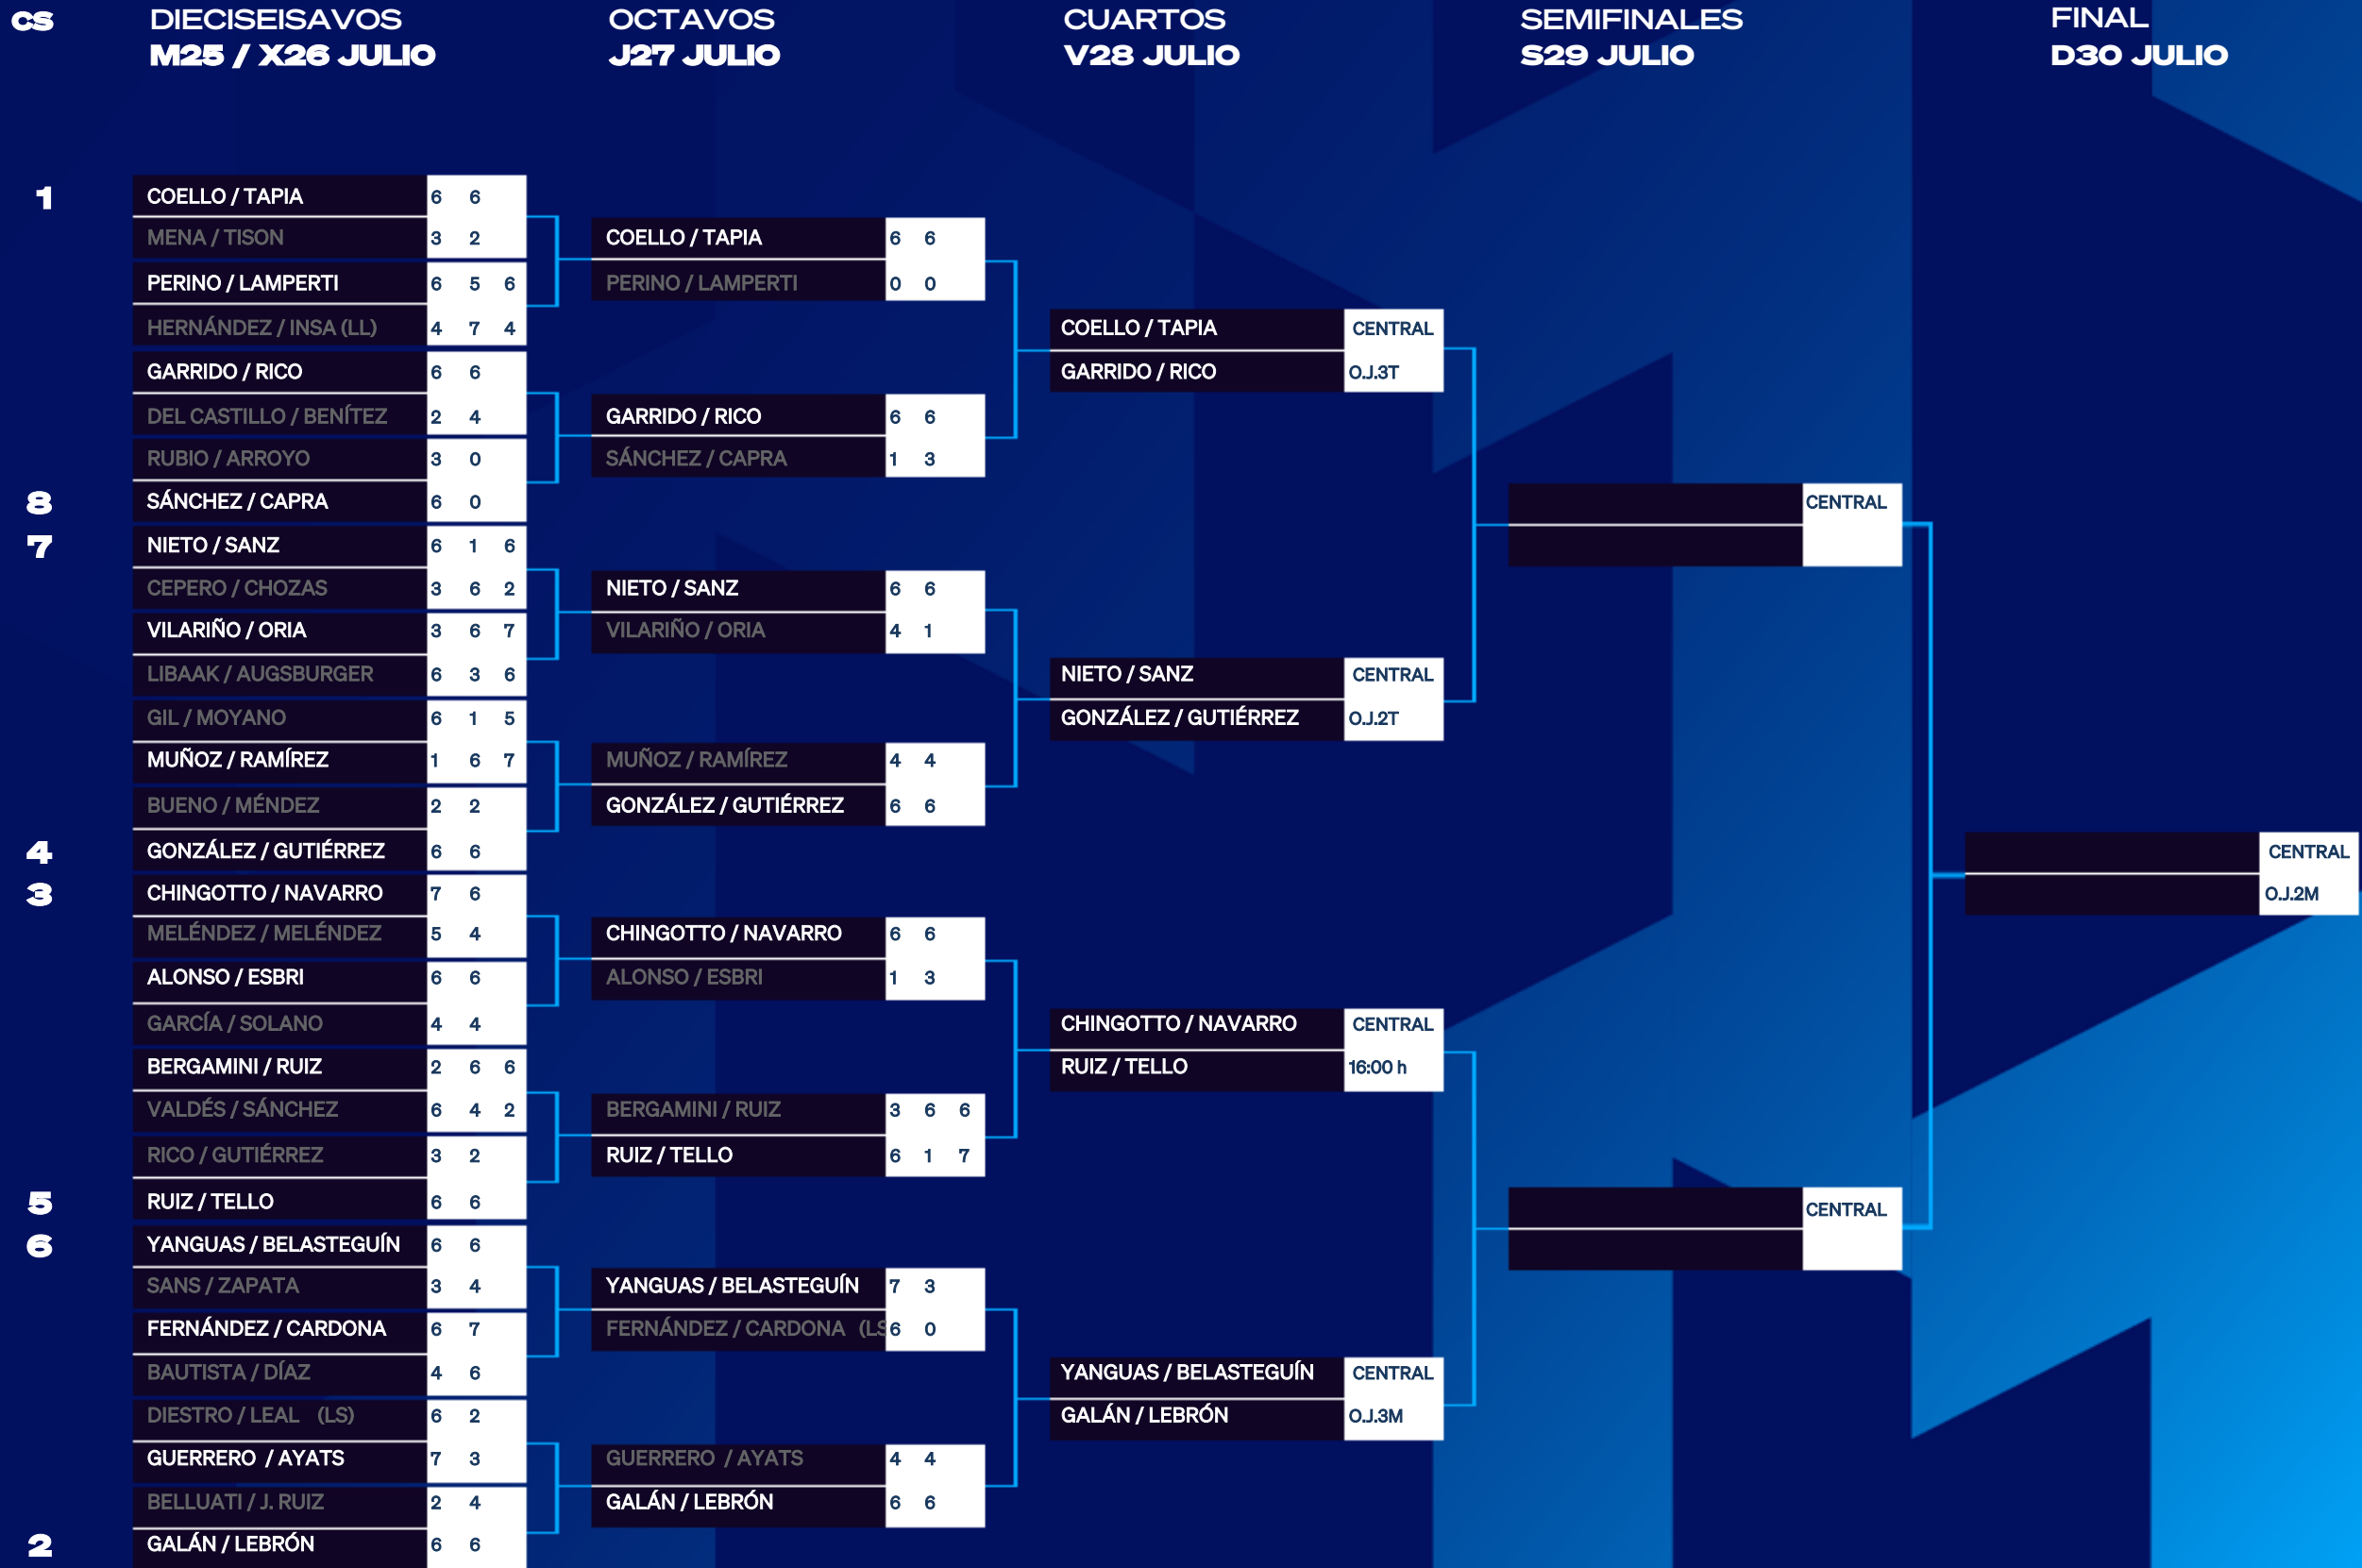 CS DIECISEISAVOS OCTAVOS CUARTOS SEMIFINALES FINAL
M25 / X26 JULIO J27 JULIO V28 JULIO S29 JULIO D30 JULIO
1 COELLO / TAPIA 6 6
MENA / TISON 3 2
PERINO / LAMPERTI 6 5 6
HERNÁNDEZ / INSA (LL) 4 7 4
GARRIDO / RICO 6 6
DEL CASTILLO / BENÍTEZ 2 4
RUBIO / ARROYO 3 0
8 SÁNCHEZ / CAPRA 6 0
7 NIETO / SANZ 6 1 6
CEPERO / CHOZAS 3 6 2
VILARIÑO / ORIA 3 6 7
LIBAAK / AUGSBURGER 6 3 6
GIL / MOYANO 6 1 5
MUÑOZ / RAMÍREZ 1 6 7
BUENO / MÉNDEZ 2 2
4 GONZÁLEZ / GUTIÉRREZ 6 6
3 CHINGOTTO / NAVARRO 7 6
MELÉNDEZ / MELÉNDEZ 5 4
ALONSO / ESBRI 6 6
GARCÍA / SOLANO 4 4
BERGAMINI / RUIZ 2 6 6
VALDÉS / SÁNCHEZ 6 4 2
RICO / GUTIÉRREZ 3 2
5 RUIZ / TELLO 6 6
6 YANGUAS / BELASTEGUÍN 6 6
SANS / ZAPATA 3 4
FERNÁNDEZ / CARDONA 6 7
BAUTISTA / DÍAZ 4 6
DIESTRO / LEAL (LS) 6 2
GUERRERO / AYATS 7 3
BELLUATI / J. RUIZ 2 4
2 GALÁN / LEBRÓN 6 6
COELLO / TAPIA 6 6
PERINO / LAMPERTI 0 0
GARRIDO / RICO 6 6
SÁNCHEZ / CAPRA 1 3
NIETO / SANZ 6 6
VILARIÑO / ORIA 4 1
MUÑOZ / RAMÍREZ 4 4
GONZÁLEZ / GUTIÉRREZ 6 6
CHINGOTTO / NAVARRO 6 6
ALONSO / ESBRI 1 3
BERGAMINI / RUIZ 3 6 6
RUIZ / TELLO 6 1 7
YANGUAS / BELASTEGUÍN 7 3
FERNÁNDEZ / CARDONA (LS 6 0
GUERRERO / AYATS 4 4
GALÁN / LEBRÓN 6 6
COELLO / TAPIA CENTRAL
GARRIDO / RICO O.J.3T
NIETO / SANZ CENTRAL
GONZÁLEZ / GUTIÉRREZ O.J.2T
CHINGOTTO / NAVARRO CENTRAL
RUIZ / TELLO 16:00 h
YANGUAS / BELASTEGUÍN CENTRAL
GALÁN / LEBRÓN O.J.3M
CENTRAL
CENTRAL
CENTRAL
O.J.2M